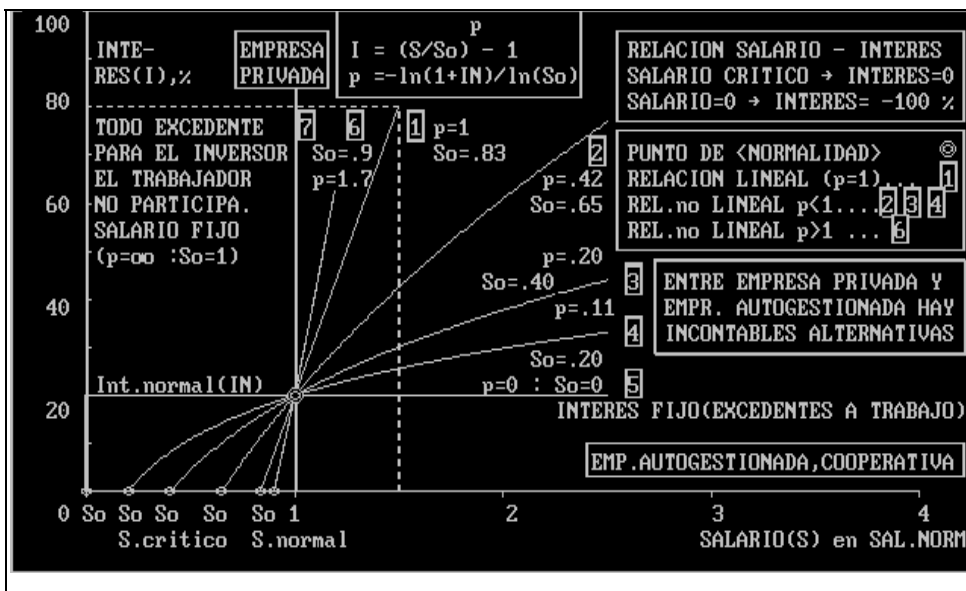 100
INTE-
RES(I),%
EMPRESA
PRIVADA
p
I = (S/So) - 1
p =-ln(1+IN)/ln(So)
RELACION SALARIO - INTERES
SALARIO CRITICO → INTERES=0
SALARIO=0 → INTERES= -100 %
80
TODO EXCEDENTE
PARA EL INVERSOR
EL TRABAJADOR
NO PARTICIPA.
SALARIO FIJO
(p=∞ :So=1)
7 6 1 p=1
So=.9 So=.83 2
p=1.7 p=.42
So=.65
PUNTO DE <NORMALIDAD>
RELACION LINEAL (p=1)... 1
REL.no LINEAL p<1....2 3 4
REL.no LINEAL p>1 ... 6
60
p=.20
So=.40 3
p=.11
4
So=.20
p=0 : So=0 5
ENTRE EMPRESA PRIVADA Y
EMPR. AUTOGESTIONADA HAY
INCONTABLES ALTERNATIVAS
40
Int.normal(IN)
20
INTERES FIJO(EXCEDENTES A TRABAJO)
EMP.AUTOGESTIONADA,COOPERATIVA
0 So So So So So 1 2 3 4
S.critico S.normal SALARIO(S) en SAL.NORM